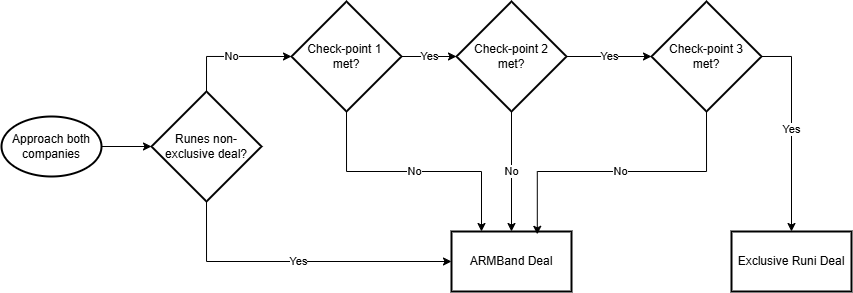 Approach both
companies
Runes non-
exclusive deal?
No
Check-point 1
met?
Yes
Check-point 2
met?
Yes
Check-point 3
met?
Yes
No
No
No
Yes
ARMBand Deal
Exclusive Runi Deal